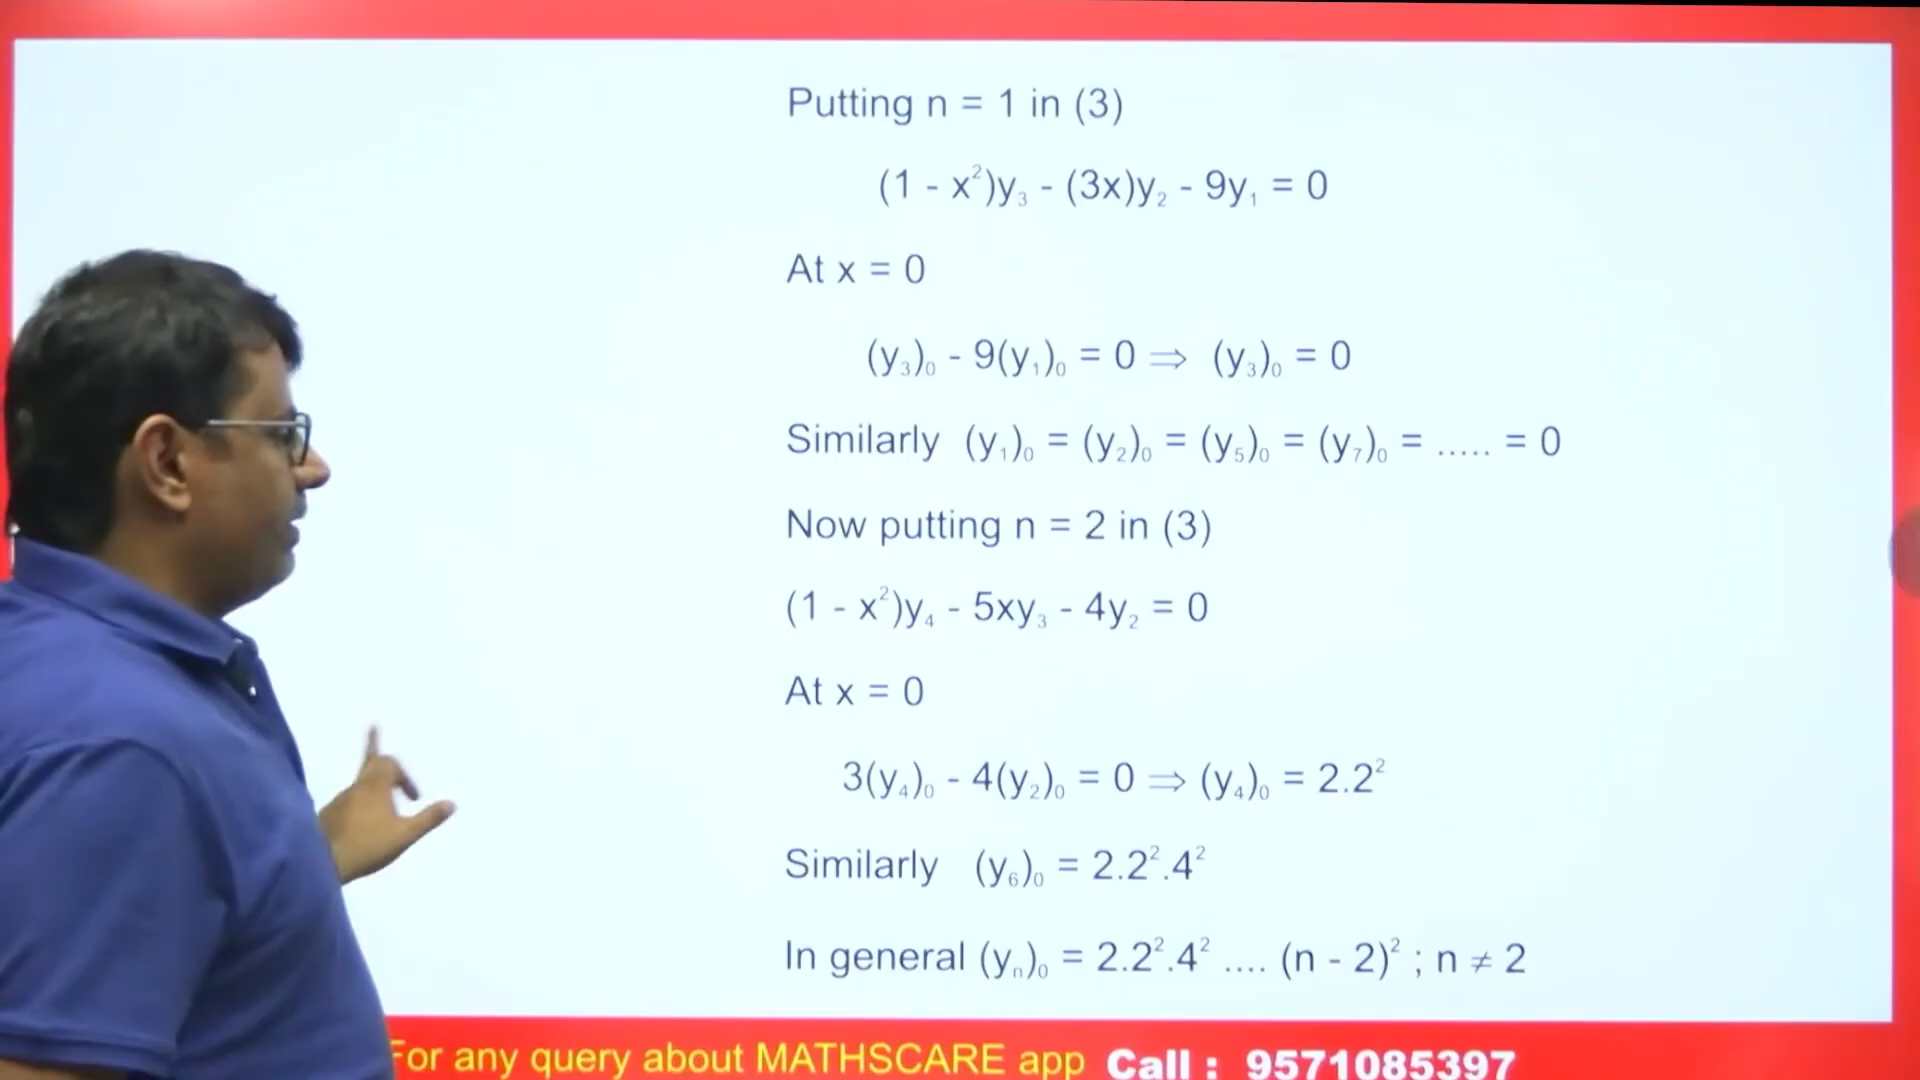 Putting n = 1 in (3)
(1 - x²)y₃ - (3x)y₂ - 9y₁ = 0
At x = 0
(y₃)₀ - 9(y₁)₀ = 0 ⇒ (y₃)₀ = 0
Similarly (y₁)₀ = (y₂)₀ = (y₅)₀ = (y₇)₀ = ..... = 0
Now putting n = 2 in (3)
(1 - x²)y₄ - 5xy₃ - 4y₂ = 0
At x = 0
3(y₄)₀ - 4(y₂)₀ = 0 ⇒ (y₄)₀ = 2.2²
Similarly (y₆)₀ = 2.2².4²
In general (yₙ)₀ = 2.2².4² .... (n - 2)² ; n ≠ 2
For any query about MATHSCARE app Call : 9571085397